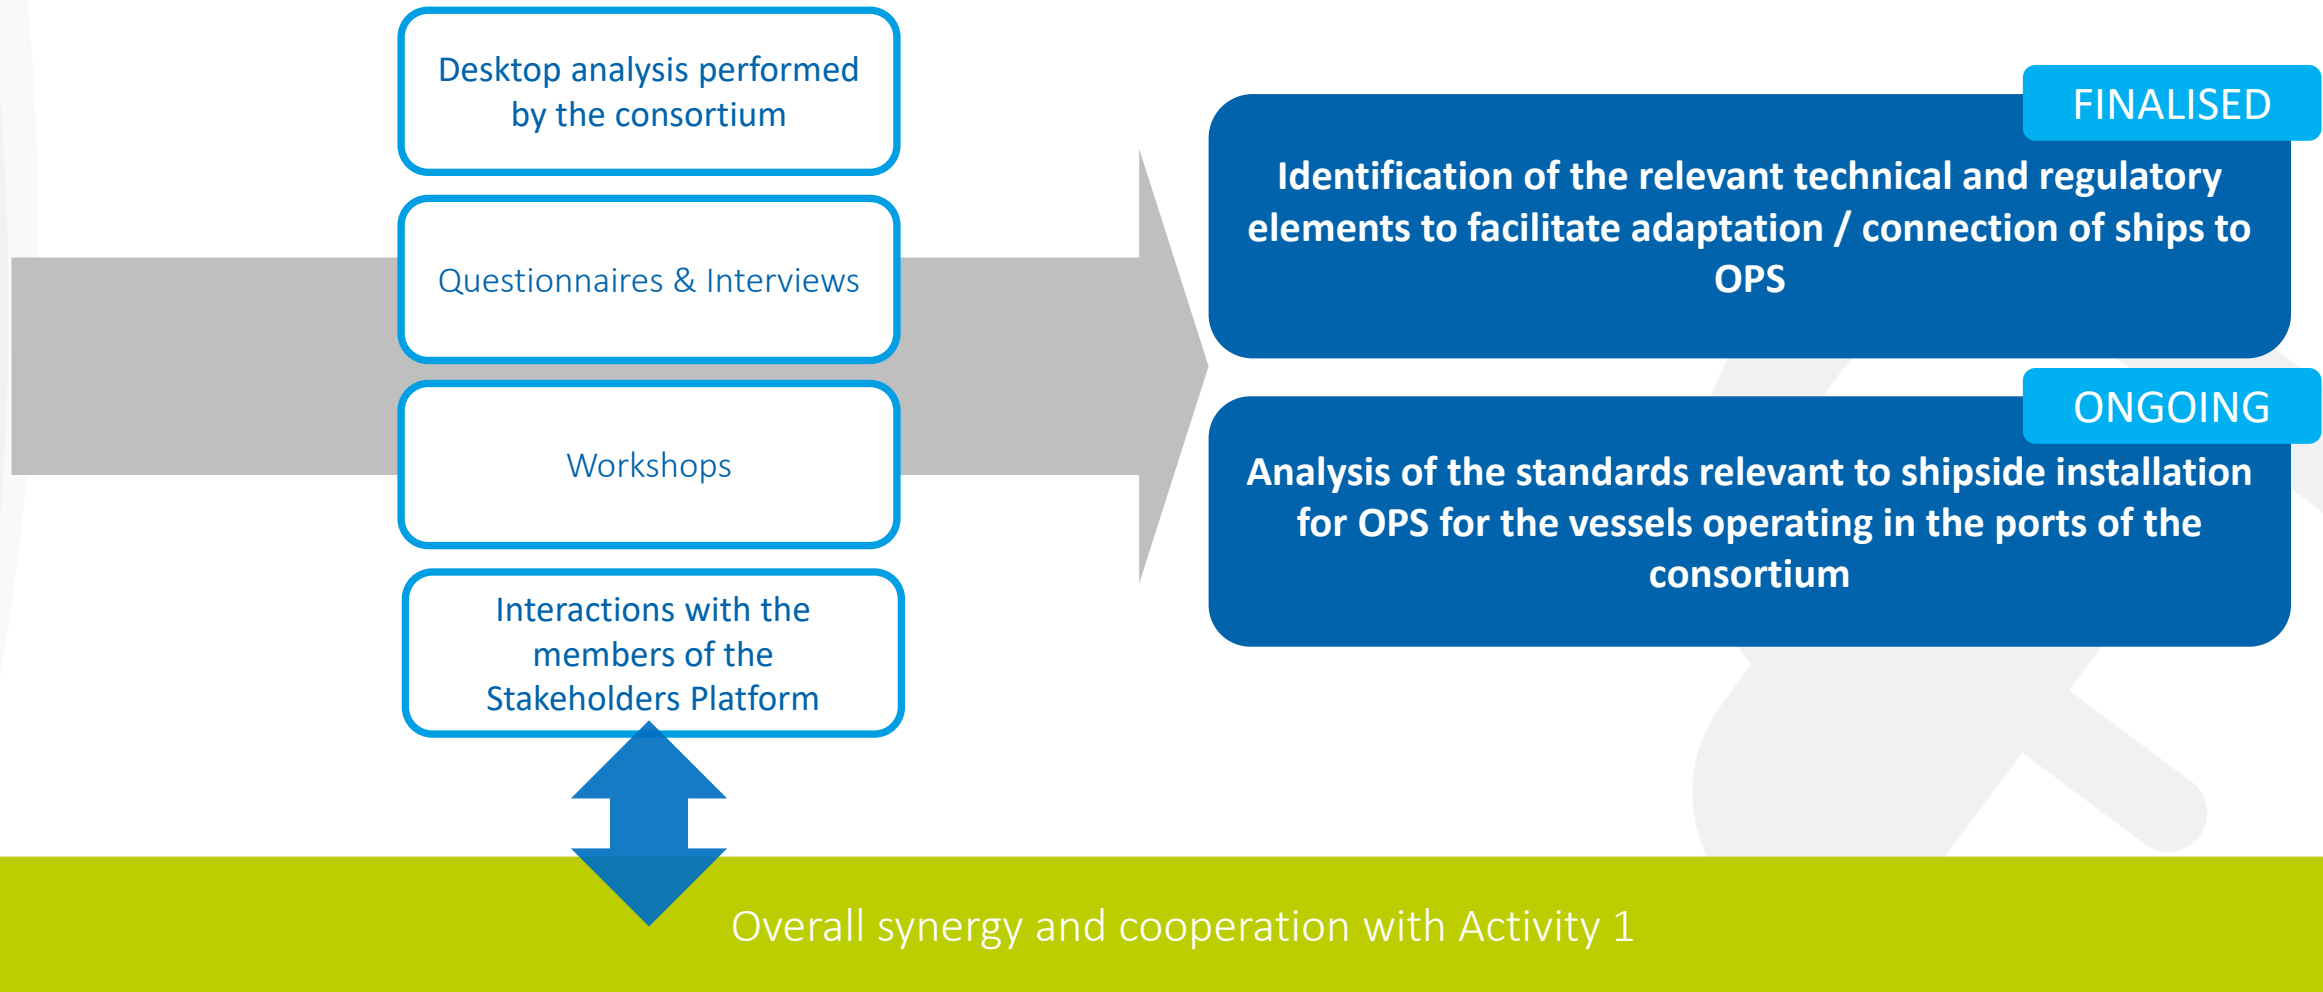 Desktop analysis performed
by the consortium
Questionnaires & Interviews
Workshops
Interactions with the
members of the
Stakeholders Platform
FINALISED
Identification of the relevant technical and regulatory
elements to facilitate adaptation / connection of ships to
OPS
ONGOING
Analysis of the standards relevant to shipside installation
for OPS for the vessels operating in the ports of the
consortium
Overall synergy and cooperation with Activity 1